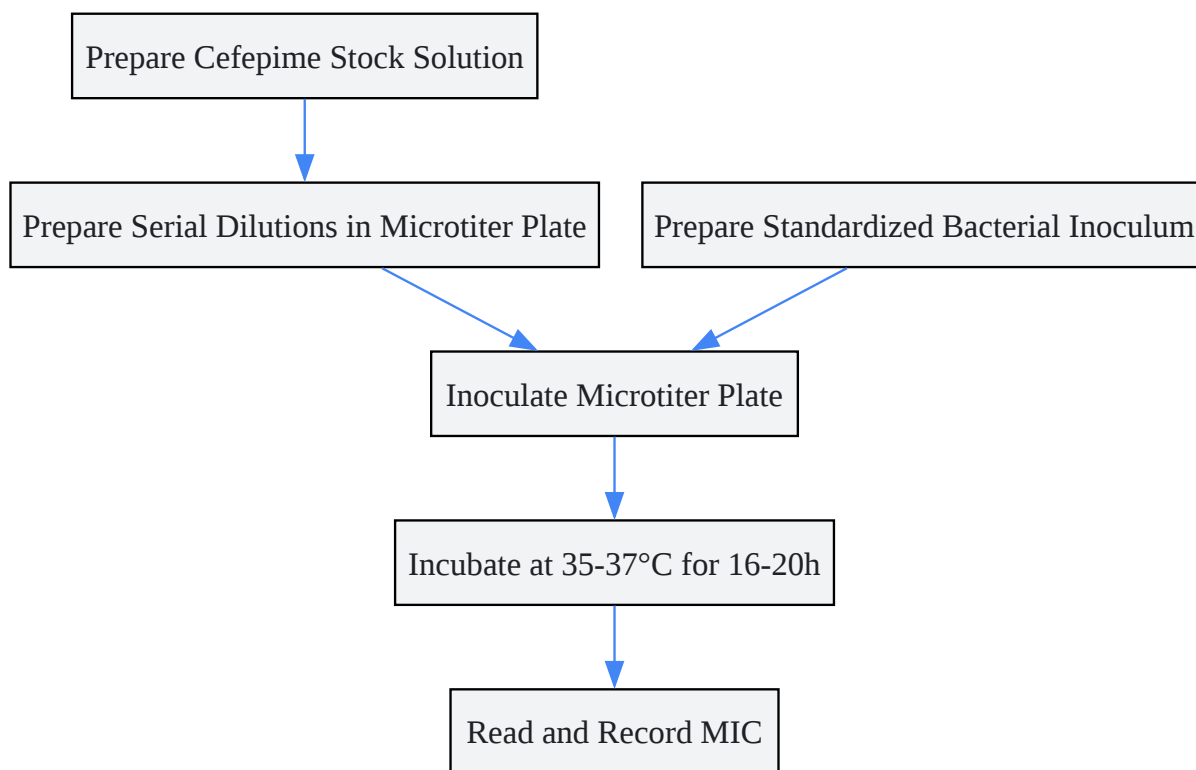 Prepare Cefepime Stock Solution
Prepare Serial Dilutions in Microtiter Plate
Prepare Standardized Bacterial Inoculum
Inoculate Microtiter Plate
Incubate at 35-37°C for 16-20h
Read and Record MIC